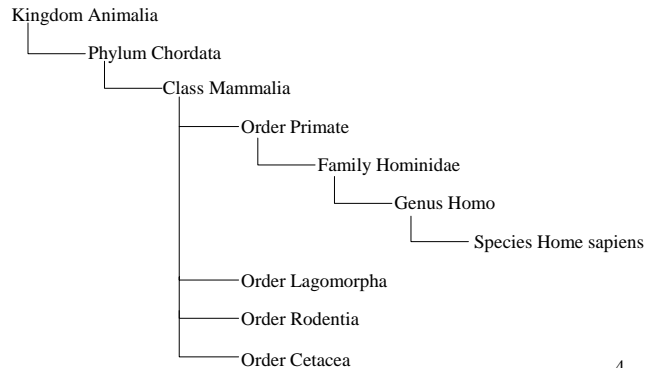 Kingdom Animalia
Phylum Chordata
Class Mammalia
Order Primate
Family Hominidae
Genus Homo
Species Home sapiens
Order Lagomorpha
Order Rodentia
Order Cetacea
4